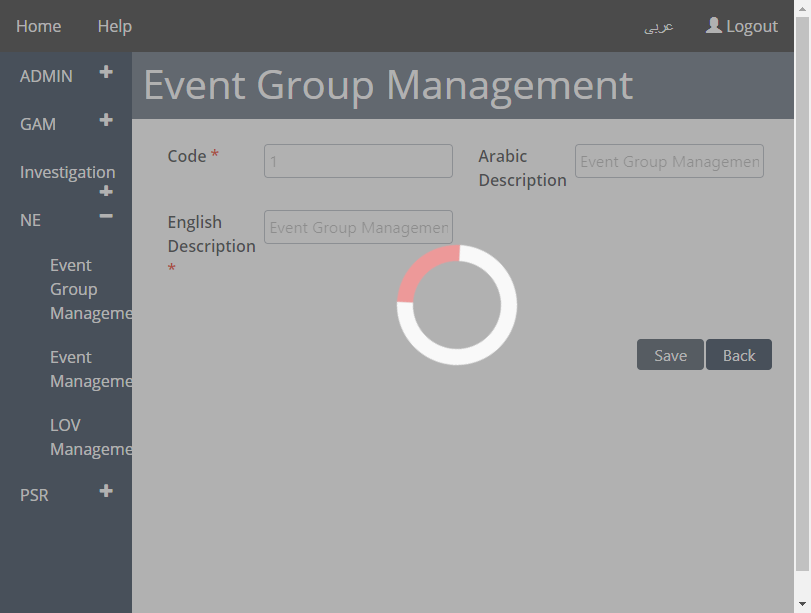 Home Help عربى Logout
ADMIN
GAM
Investigation
NE
Event
Group
Manageme
Event
Manageme
LOV
Manageme
PSR
Event Group Management
Code *
1
Arabic
Description
Event Group Managemen
English
Description
*
Event Group Managemen
Save Back